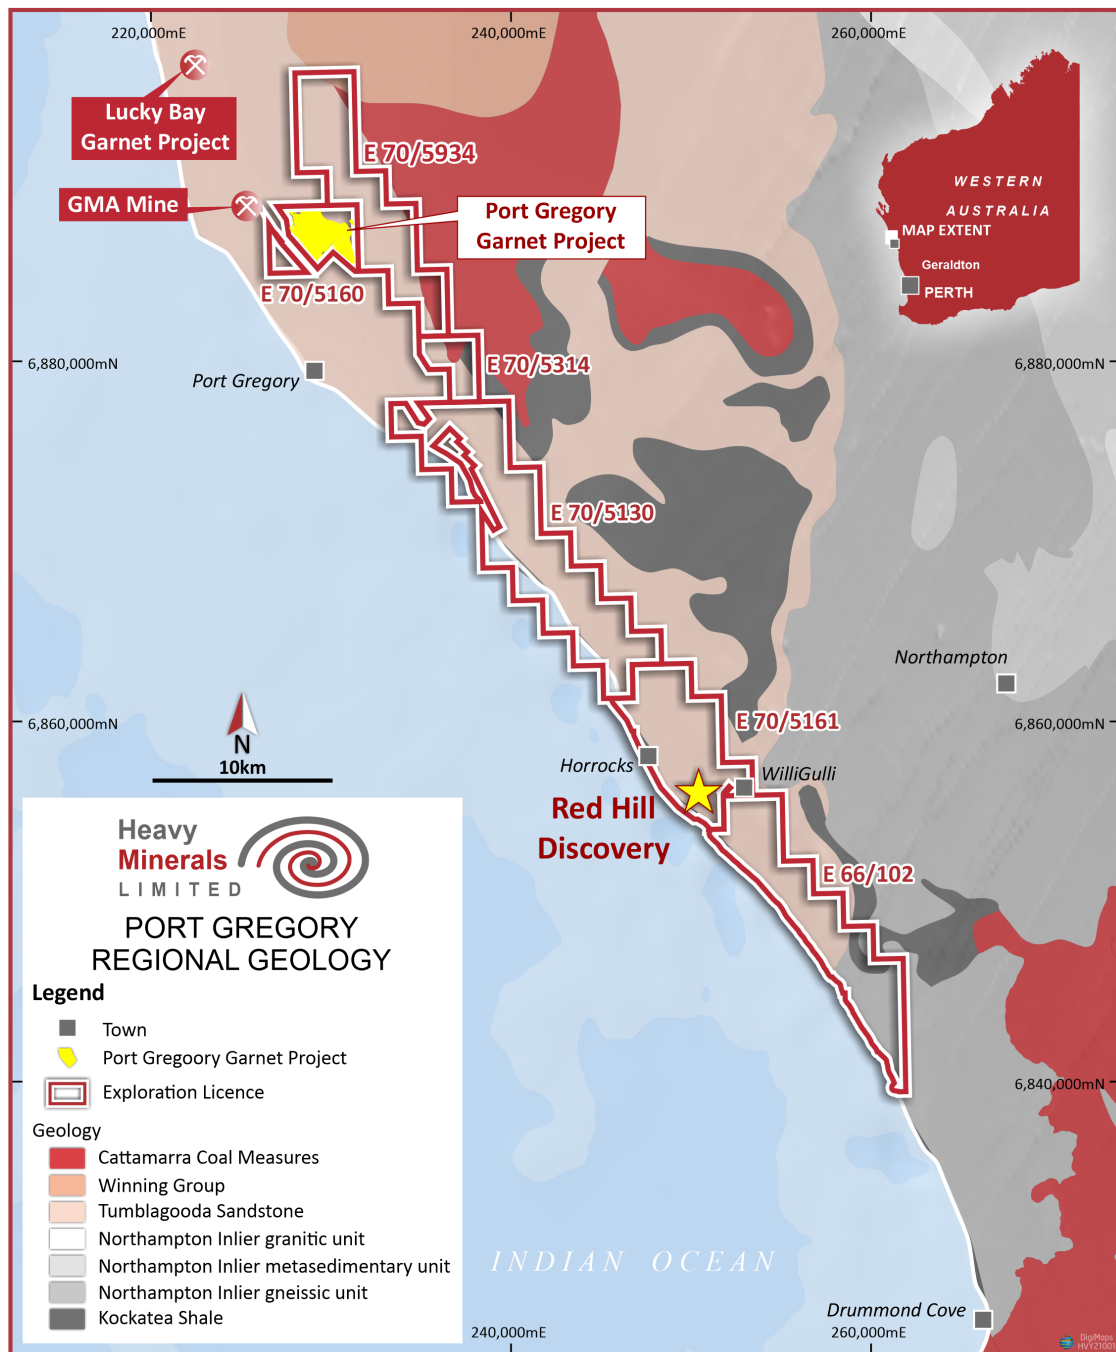 220,000mE
240,000mE
260,000mE
Lucky Bay
Garnet Project
GMA Mine
E 70/5934
Port Gregory
Garnet Project
E 70/5160
WESTERN
AUSTRALIA
MAP EXTENT
Geraldton
PERTH
6,880,000mN
6,880,000mN
Port Gregory
E 70/5314
E 70/5130
Northampton
6,860,000mN
6,860,000mN
E 70/5161
N
10km
Horrocks
WilliGulli
Red Hill
Discovery
E 66/102
Heavy
Minerals
LIMITED
PORT GREGORY
REGIONAL GEOLOGY
Legend
Town
Port Gregoory Garnet Project
Exploration Licence
Geology
Cattamarra Coal Measures
Winning Group
Tumblagooda Sandstone
Northampton Inlier granitic unit
Northampton Inlier metasedimentary unit
Northampton Inlier gneissic unit
Kockatea Shale
6,840,000mN
INDIAN OCEAN
Drummond Cove
240,000mE
260,000mE
DigiMaps
HVY21001